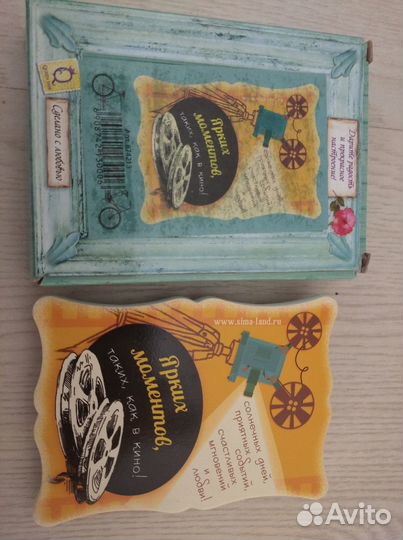 Сделано с любовью
Дарите радость
и прекрасное
настроение
Ярких
моментов,
таких, как в кино!
www.sima-land.ru
Ярких
моментов,
таких, как в кино!
солнечных дней,
приятных
событий,
счастливых
мгновений
и
любви!
Avito